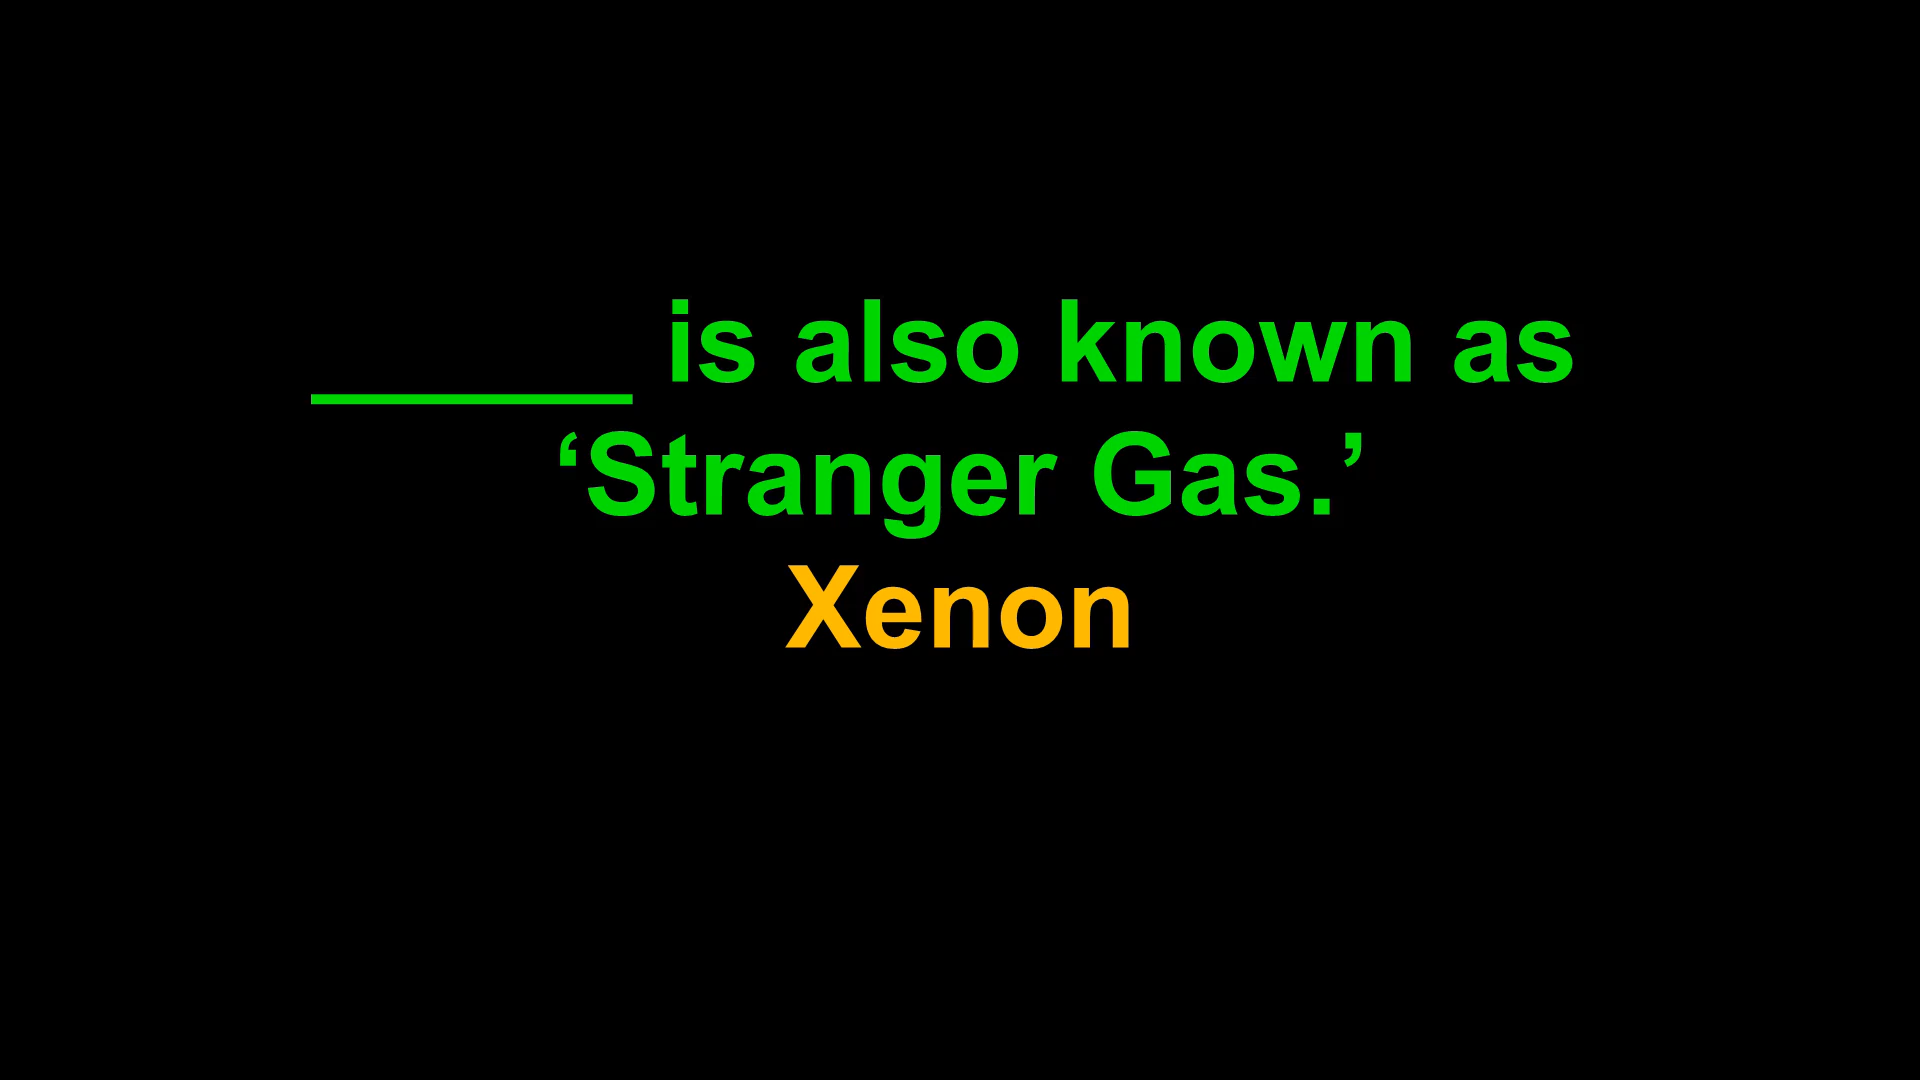 ______ is also known as
‘Stranger Gas.’
Xenon